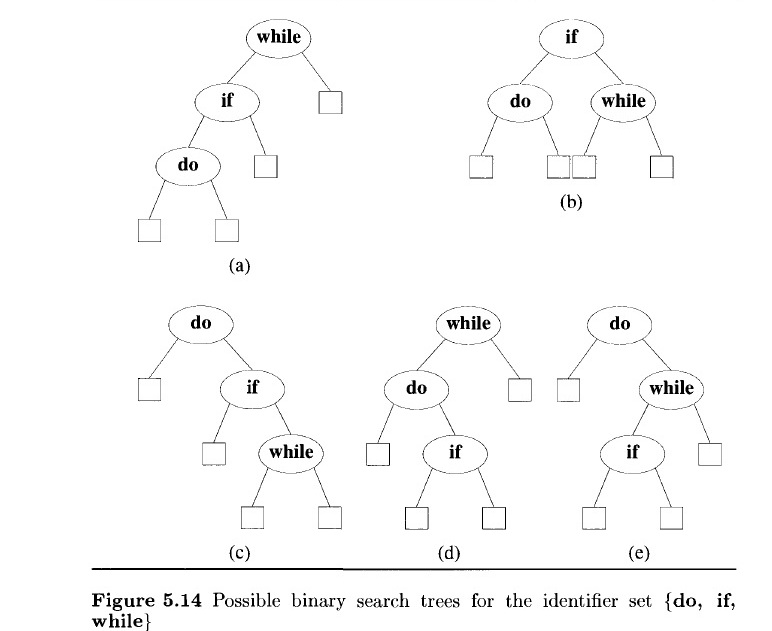 while
if
if
do
while
do
(b)
(a)
do
while
do
if
do
while
while
if
if
(c)
(d)
(e)
Figure 5.14 Possible binary search trees for the identifier set {do, if,
while}